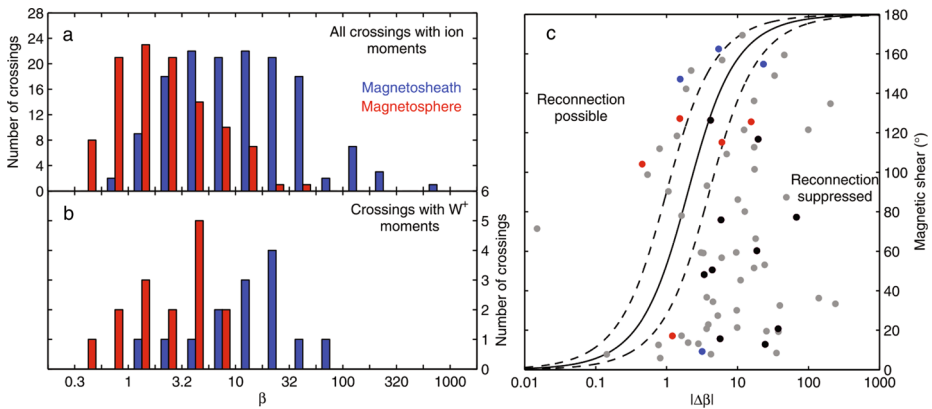 a
All crossings with ion
moments
Magnetosheath
Magnetosphere
Number of crossings
28
24
20
16
12
8
4
0
b
Crossings with W+
moments
Number of crossings
6
5
4
3
2
1
0
0.3
1
3.2
10
32
100
320
1000
β
c
Reconnection
possible
Reconnection
suppressed
Magnetic shear (°)
180
160
140
120
100
80
60
40
20
0
0.01
0.1
1
10
100
1000
|Δβ|